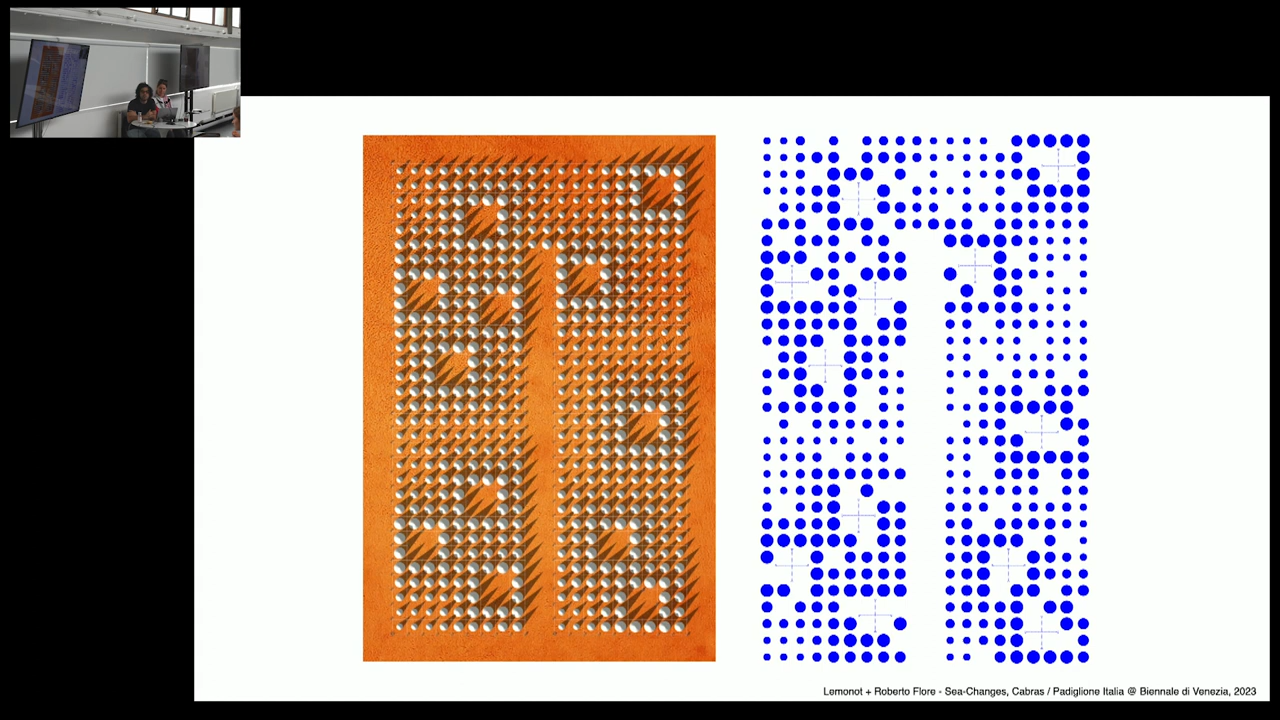 Lemonot + Roberto Flore - Sea-Changes, Cabras / Padiglione Italia @ Biennale di Venezia, 2023